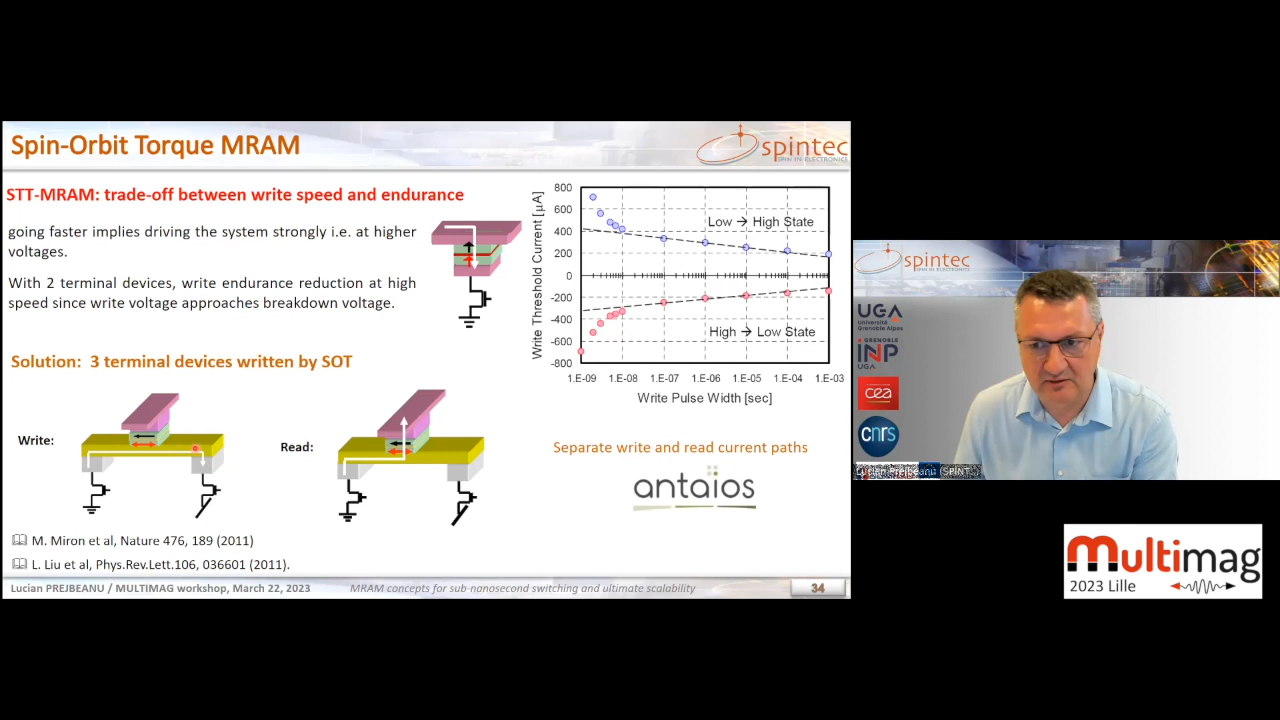 Spin-Orbit Torque MRAM
spintec
SPIN IN ELECTRONICS
STT-MRAM: trade-off between write speed and endurance
going faster implies driving the system strongly i.e. at higher
voltages.
With 2 terminal devices, write endurance reduction at high
speed since write voltage approaches breakdown voltage.
Solution: 3 terminal devices written by SOT
Write:
Read:
M. Miron et al, Nature 476, 189 (2011)
L. Liu et al, Phys.Rev.Lett.106, 036601 (2011).
Write Threshold Current [µA]
800
600
400
200
0
-200
-400
-600
-800
Low → High State
High → Low State
1.E-09 1.E-08 1.E-07 1.E-06 1.E-05 1.E-04 1.E-03
Write Pulse Width [sec]
Separate write and read current paths
antaios
Lucian PREJBEANU / MULTIMAG workshop, March 22, 2023
MRAM concepts for sub-nanosecond switching and ultimate scalability
34
spintec
SPIN IN ELECTRONICS
UGA
Université
Grenoble Alpes
GRENOBLE
INP
UGA
cea
cnrs
Lucian Prejbeanu (SPINT...)
multimag
2023 Lille